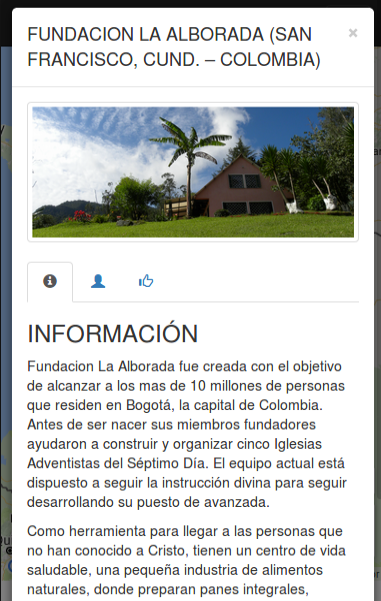 FUNDACION LA ALBORADA (SAN
FRANCISCO, CUND. – COLOMBIA)
×
INFORMACIÓN
Fundacion La Alborada fue creada con el objetivo
de alcanzar a los mas de 10 millones de personas
que residen en Bogotá, la capital de Colombia.
Antes de ser nacer sus miembros fundadores
ayudaron a construir y organizar cinco Iglesias
Adventistas del Séptimo Día. El equipo actual está
dispuesto a seguir la instrucción divina para seguir
desarrollando su puesto de avanzada.
Como herramienta para llegar a las personas que
no han conocido a Cristo, tienen un centro de vida
saludable, una pequeña industria de alimentos
naturales, donde preparan panes integrales,